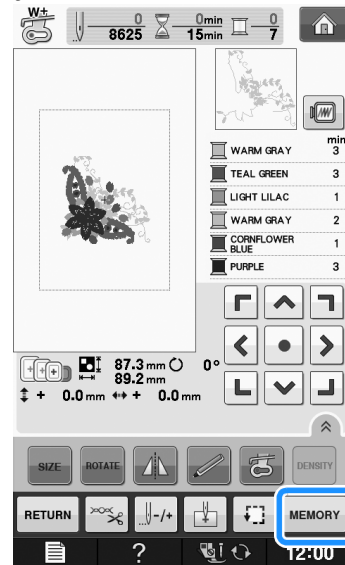 W+
0 0min 0
8625 15min 7
min
WARM GRAY 3
TEAL GREEN 3
LIGHT LILAC 1
WARM GRAY 2
CORNFLOWER BLUE 1
PURPLE 3
87.3 mm 0°
89.2 mm
+ 0.0 mm + 0.0 mm
SIZE ROTATE DENSITY
RETURN -/+ MEMORY
? 12:00